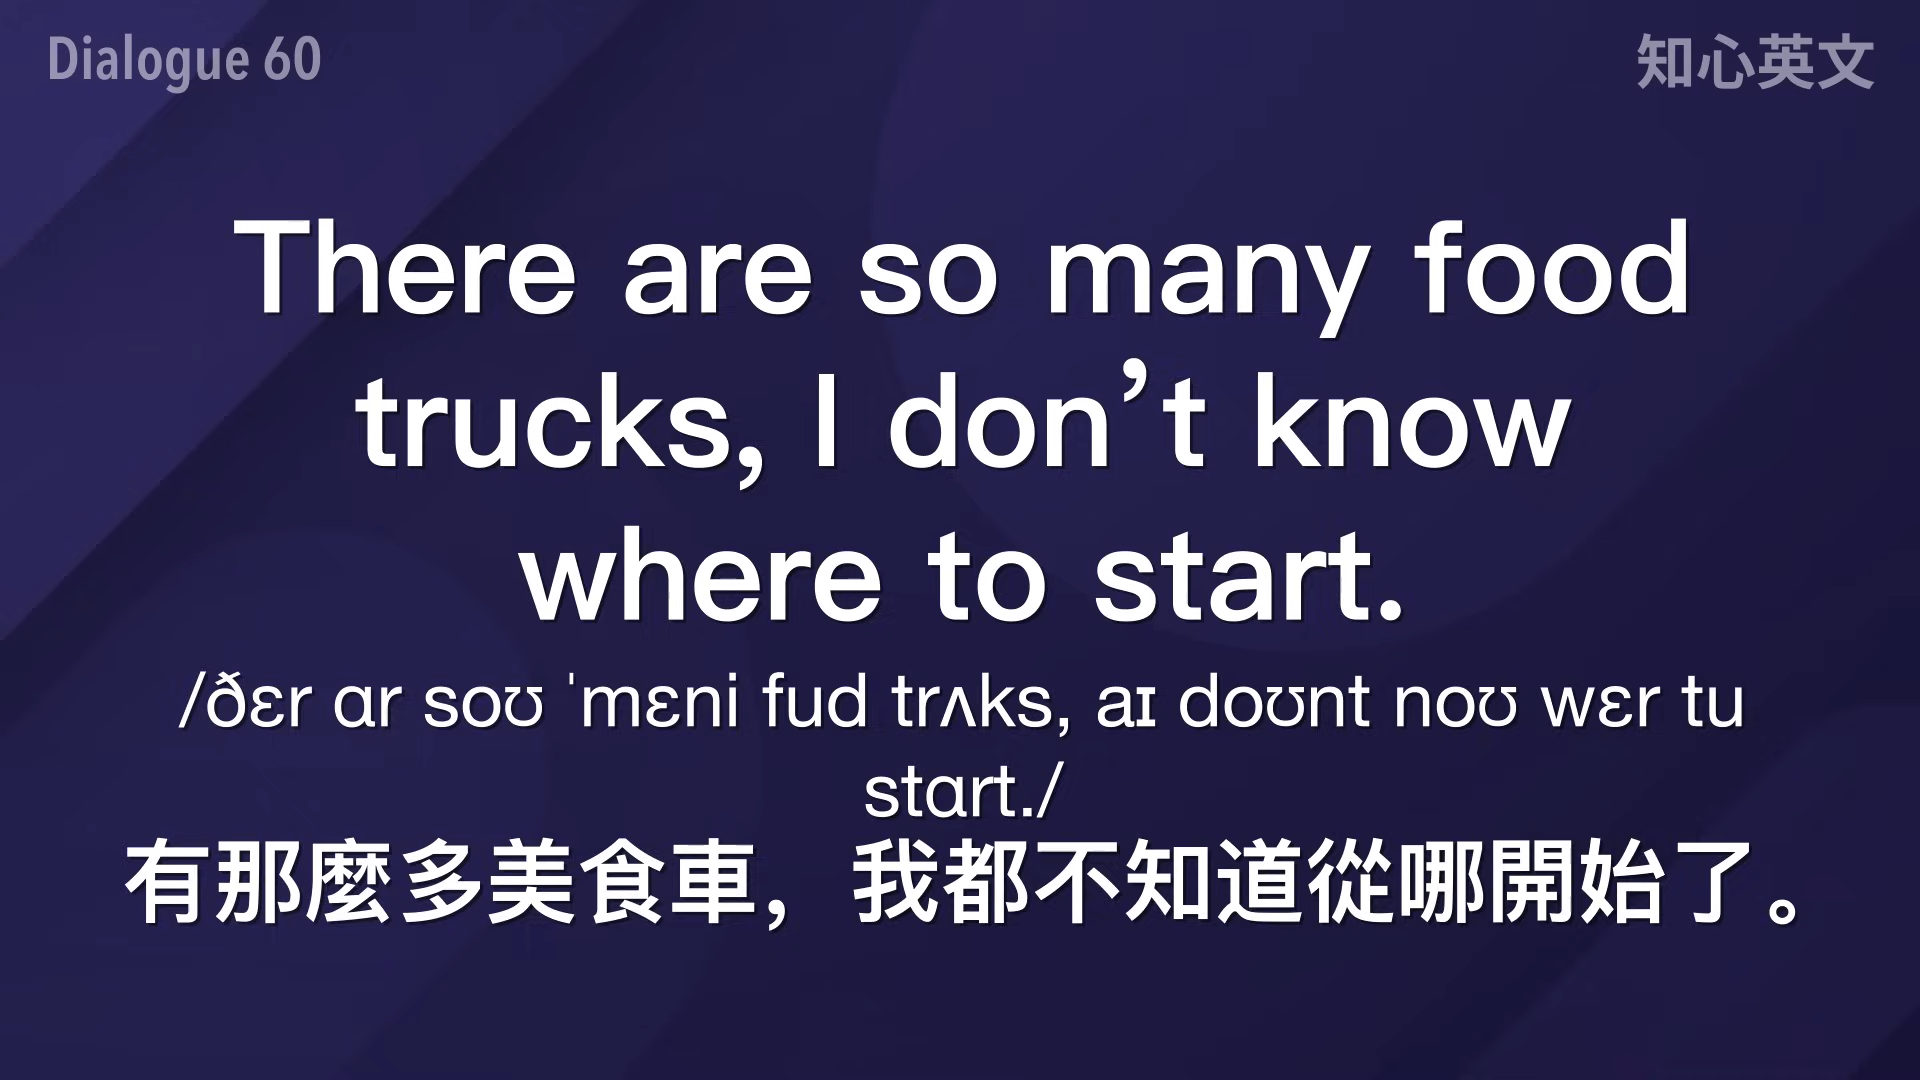 Dialogue 60
知心英文
There are so many food
trucks, I don’t know
where to start.
/ðɛr ɑr soʊ ˈmɛni fud trʌks, aɪ doʊnt noʊ wɛr tu
stɑrt./
有那麼多美食車，我都不知道從哪開始了。